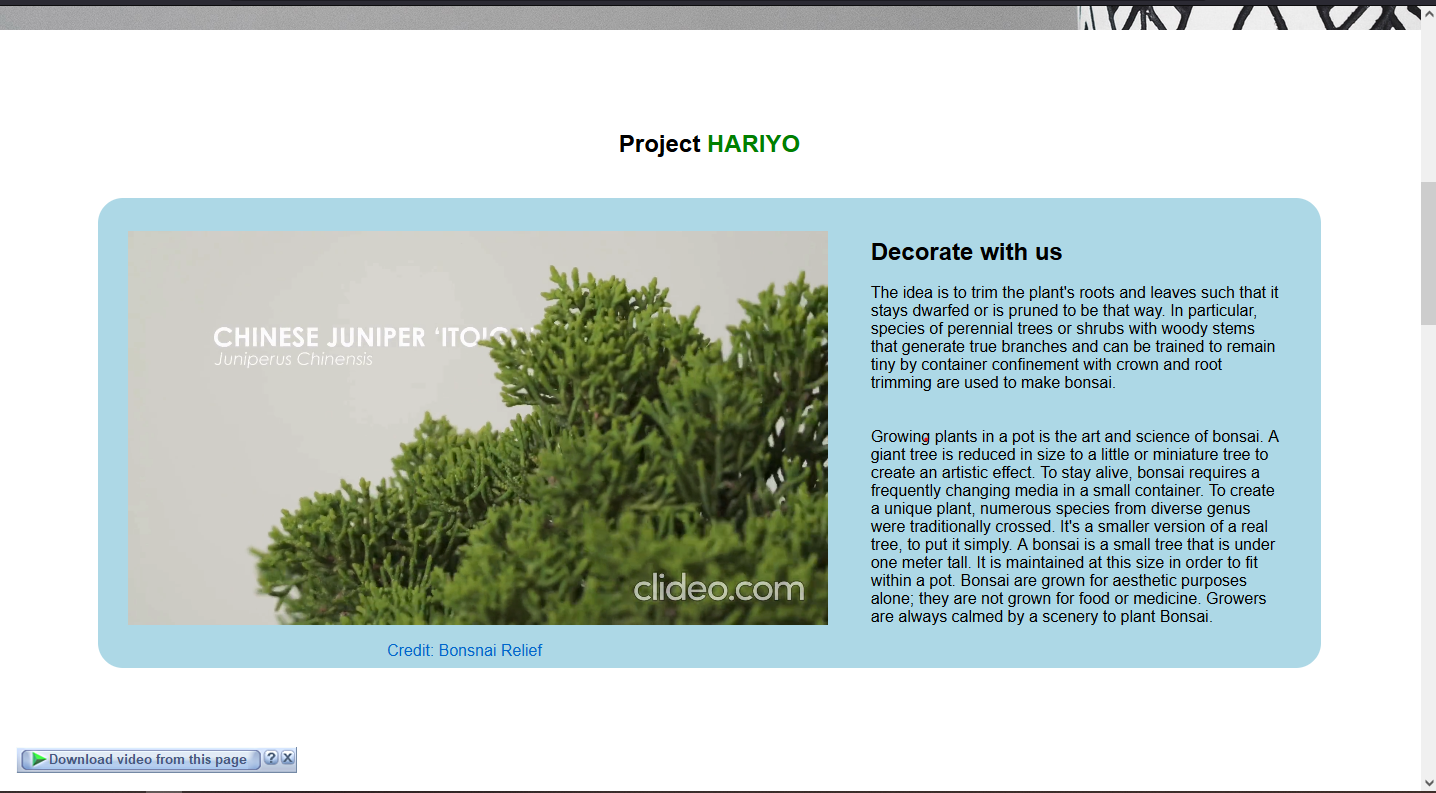 Project HARIYO
CHINESE JUNIPER ‘ITOIG
Juniperus Chinensis
clideo.com
Credit: Bonsnai Relief
Decorate with us
The idea is to trim the plant's roots and leaves such that it
stays dwarfed or is pruned to be that way. In particular,
species of perennial trees or shrubs with woody stems
that generate true branches and can be trained to remain
tiny by container confinement with crown and root
trimming are used to make bonsai.
Growing plants in a pot is the art and science of bonsai. A
giant tree is reduced in size to a little or miniature tree to
create an artistic effect. To stay alive, bonsai requires a
frequently changing media in a small container. To create
a unique plant, numerous species from diverse genus
were traditionally crossed. It's a smaller version of a real
tree, to put it simply. A bonsai is a small tree that is under
one meter tall. It is maintained at this size in order to fit
within a pot. Bonsai are grown for aesthetic purposes
alone; they are not grown for food or medicine. Growers
are always calmed by a scenery to plant Bonsai.
Download video from this page ? X